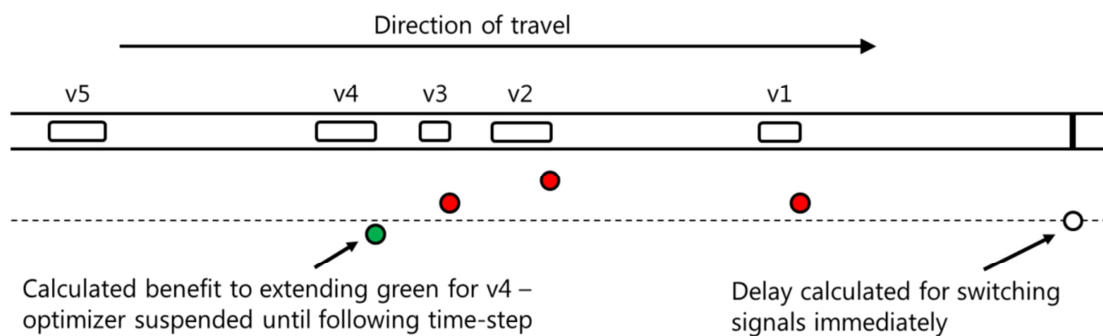 Direction of travel
v5
v4
v3
v2
v1
Calculated benefit to extending green for v4 –
optimizer suspended until following time-step
Delay calculated for switching
signals immediately